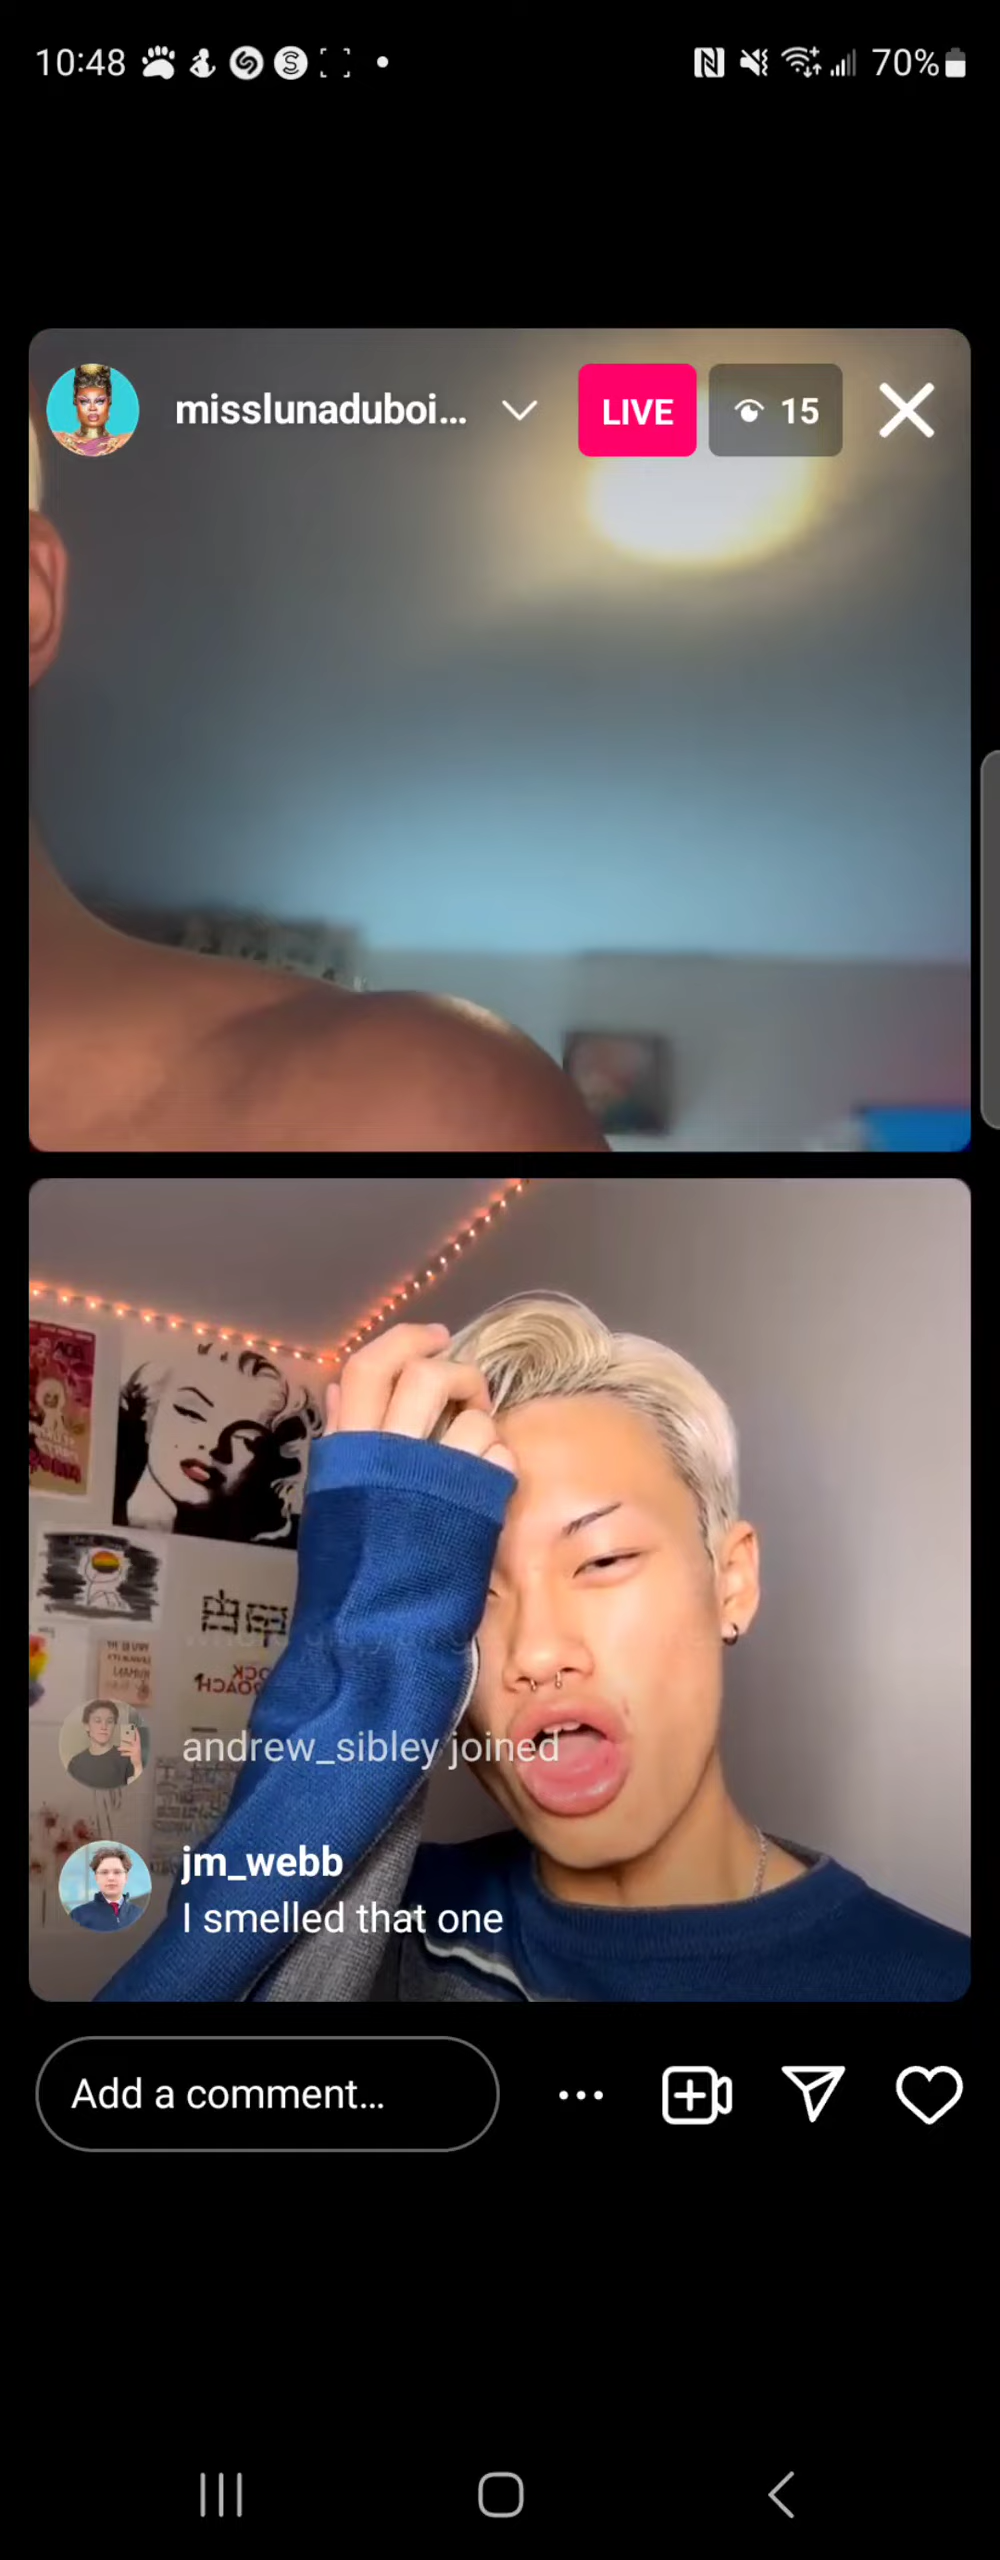 10:48
70%
misslunaduboi...
LIVE
15
andrew_sibley joined
jm_webb
I smelled that one
Add a comment...